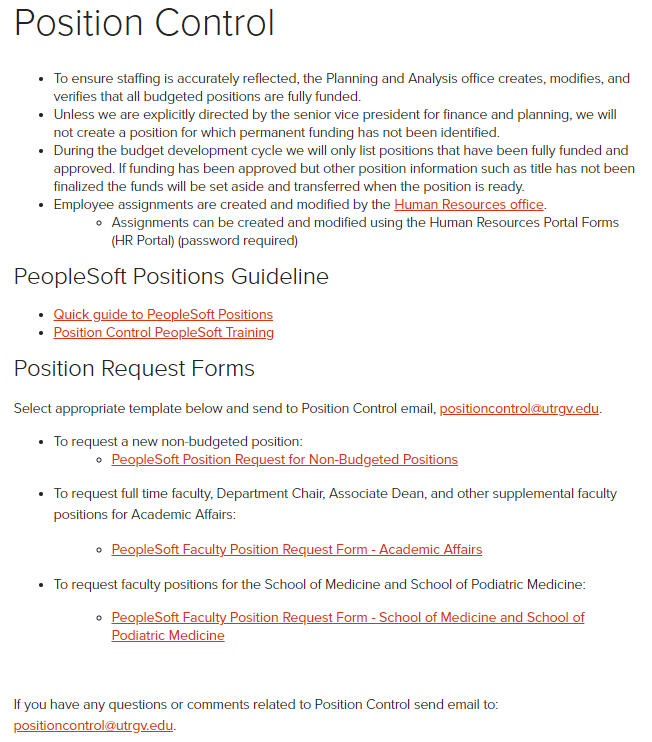 Position Control
• To ensure staffing is accurately reflected, the Planning and Analysis office creates, modifies, and
verifies that all budgeted positions are fully funded.
• Unless we are explicitly directed by the senior vice president for finance and planning, we will
not create a position for which permanent funding has not been identified.
• During the budget development cycle we will only list positions that have been fully funded and
approved. If funding has been approved but other position information such as title has not been
finalized the funds will be set aside and transferred when the position is ready.
• Employee assignments are created and modified by the Human Resources office.
◦ Assignments can be created and modified using the Human Resources Portal Forms
(HR Portal) (password required)
PeopleSoft Positions Guideline
• Quick guide to PeopleSoft Positions
• Position Control PeopleSoft Training
Position Request Forms
Select appropriate template below and send to Position Control email, positioncontrol@utrgv.edu.
• To request a new non-budgeted position:
◦ PeopleSoft Position Request for Non-Budgeted Positions
• To request full time faculty, Department Chair, Associate Dean, and other supplemental faculty
positions for Academic Affairs:
◦ PeopleSoft Faculty Position Request Form - Academic Affairs
• To request faculty positions for the School of Medicine and School of Podiatric Medicine:
◦ PeopleSoft Faculty Position Request Form - School of Medicine and School of
Podiatric Medicine
If you have any questions or comments related to Position Control send email to:
positioncontrol@utrgv.edu.